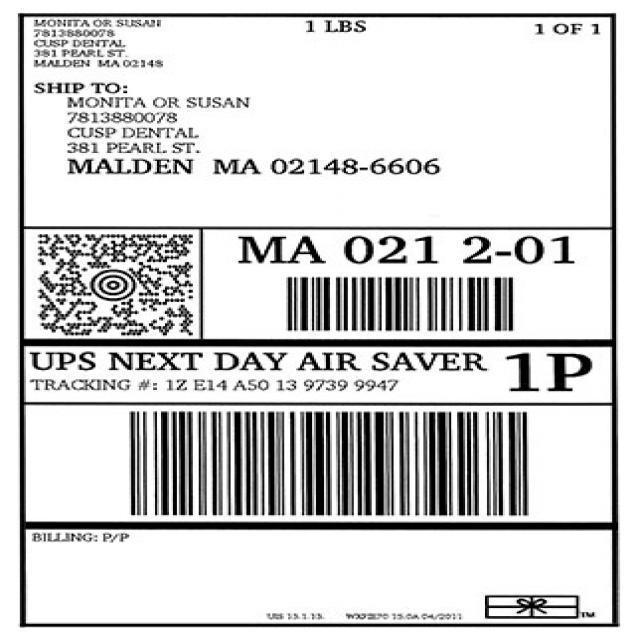 MONITA OR SUSAN
7813880078
CUSP DENTAL
381 PEARL ST.
MALDEN MA 02148
1 LBS
1 OF 1
SHIP TO:
MONITA OR SUSAN
7813880078
CUSP DENTAL
381 PEARL ST.
MALDEN MA 02148-6606
MA 021 2-01
UPS NEXT DAY AIR SAVER
1P
TRACKING #: 1Z E14 A50 13 9739 9947
BILLING: P/P
UIS 13.1.13. 15.0A 04/2011
TM